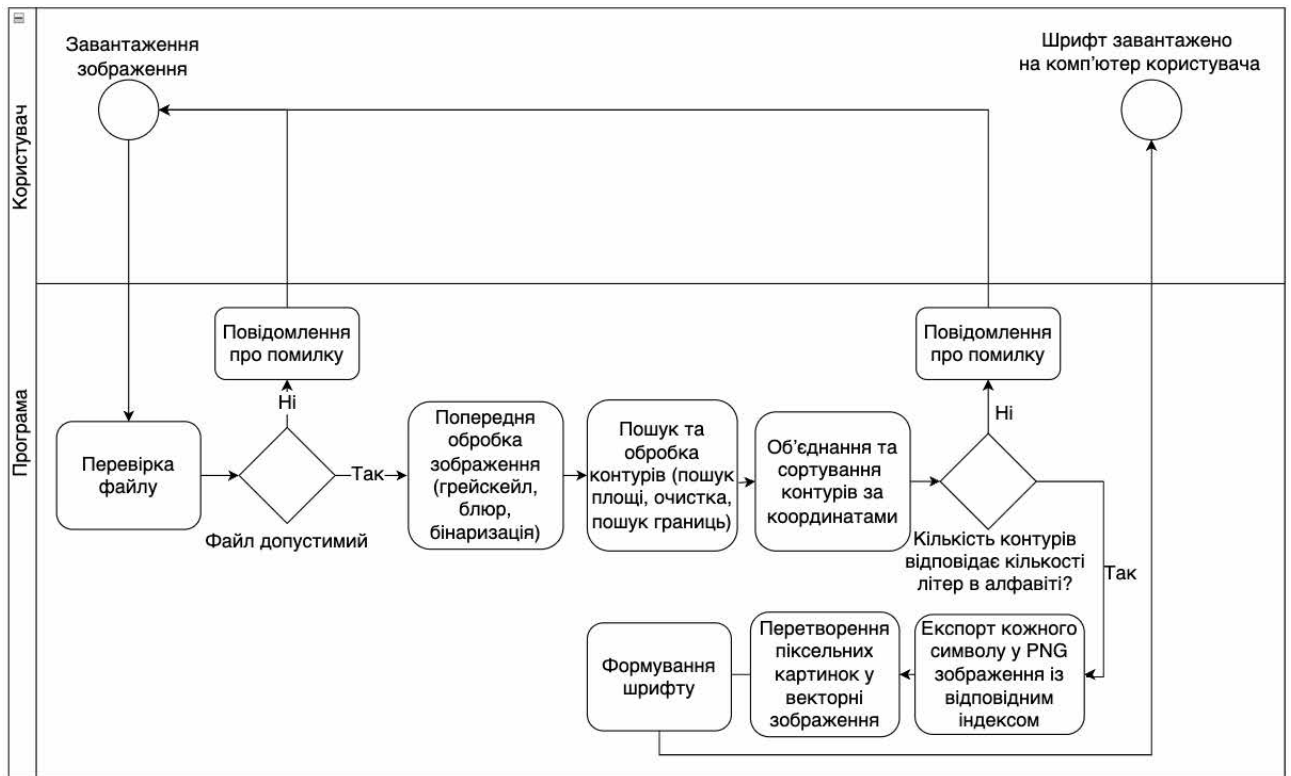 Користувач
Завантаження
зображення
Шрифт завантажено
на комп'ютер користувача
Програма
Повідомлення
про помилку
Повідомлення
про помилку
Ні
Ні
Перевірка
файлу
Файл допустимий
Так
Попередня
обробка
зображення
(грейскейл,
блюр,
бінаризація)
Пошук та
обробка
контурів (пошук
площі, очистка,
пошук границь)
Об'єднання та
сортування
контурів за
координатами
Кількість контурів
відповідає кількості
літер в алфавіті?
Так
Формування
шрифту
Перетворення
піксельних
картинок у
векторні
зображення
Експорт кожного
символу у PNG
зображення із
відповідним
індексом